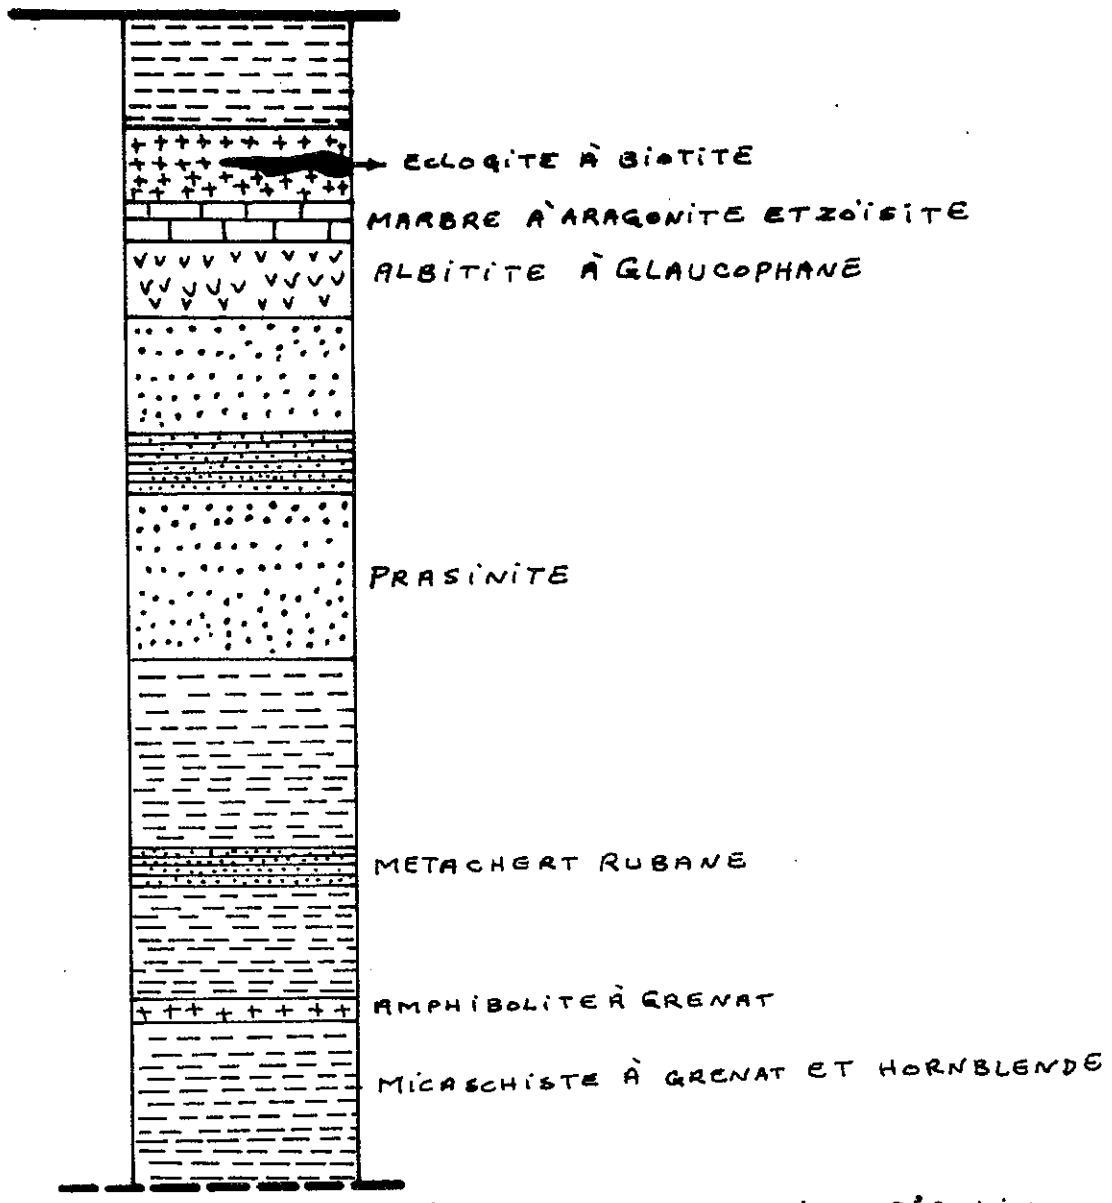 ECLOGITE À BIOTITE
MARBRE À ARAGONITE ET ZOÏSITE
ALBITITE À GLAUCOPHANE
PRASINITE
METACHERT RUBANE
AMPHIBOLITE À GRENAT
MICASCHISTE À GRENAT ET HORNBLENDE